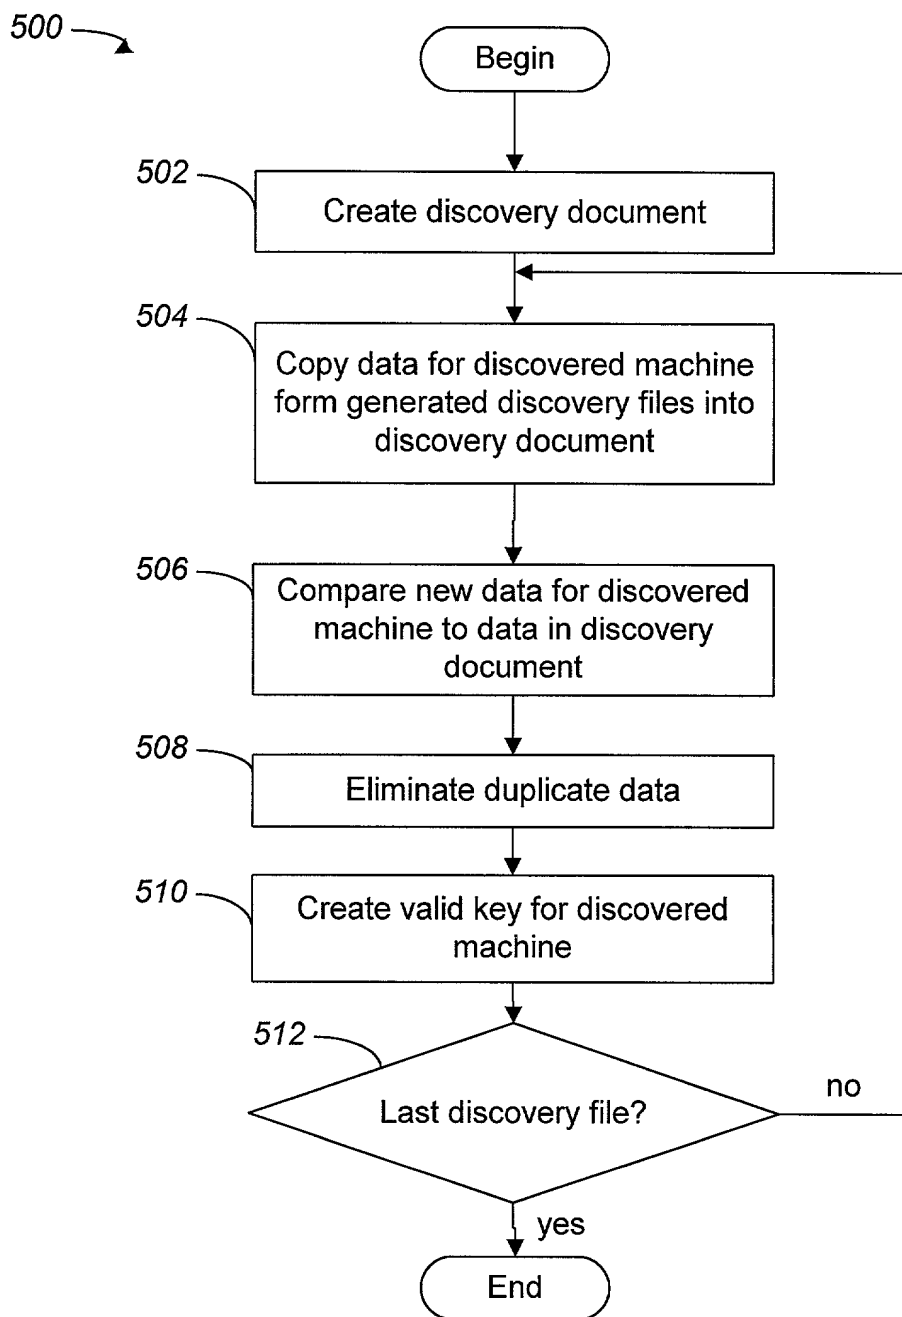 500
Begin
502
Create discovery document
504
Copy data for discovered machine
form generated discovery files into
discovery document
506
Compare new data for discovered
machine to data in discovery
document
508
Eliminate duplicate data
510
Create valid key for discovered
machine
512
Last discovery file?
no
yes
End